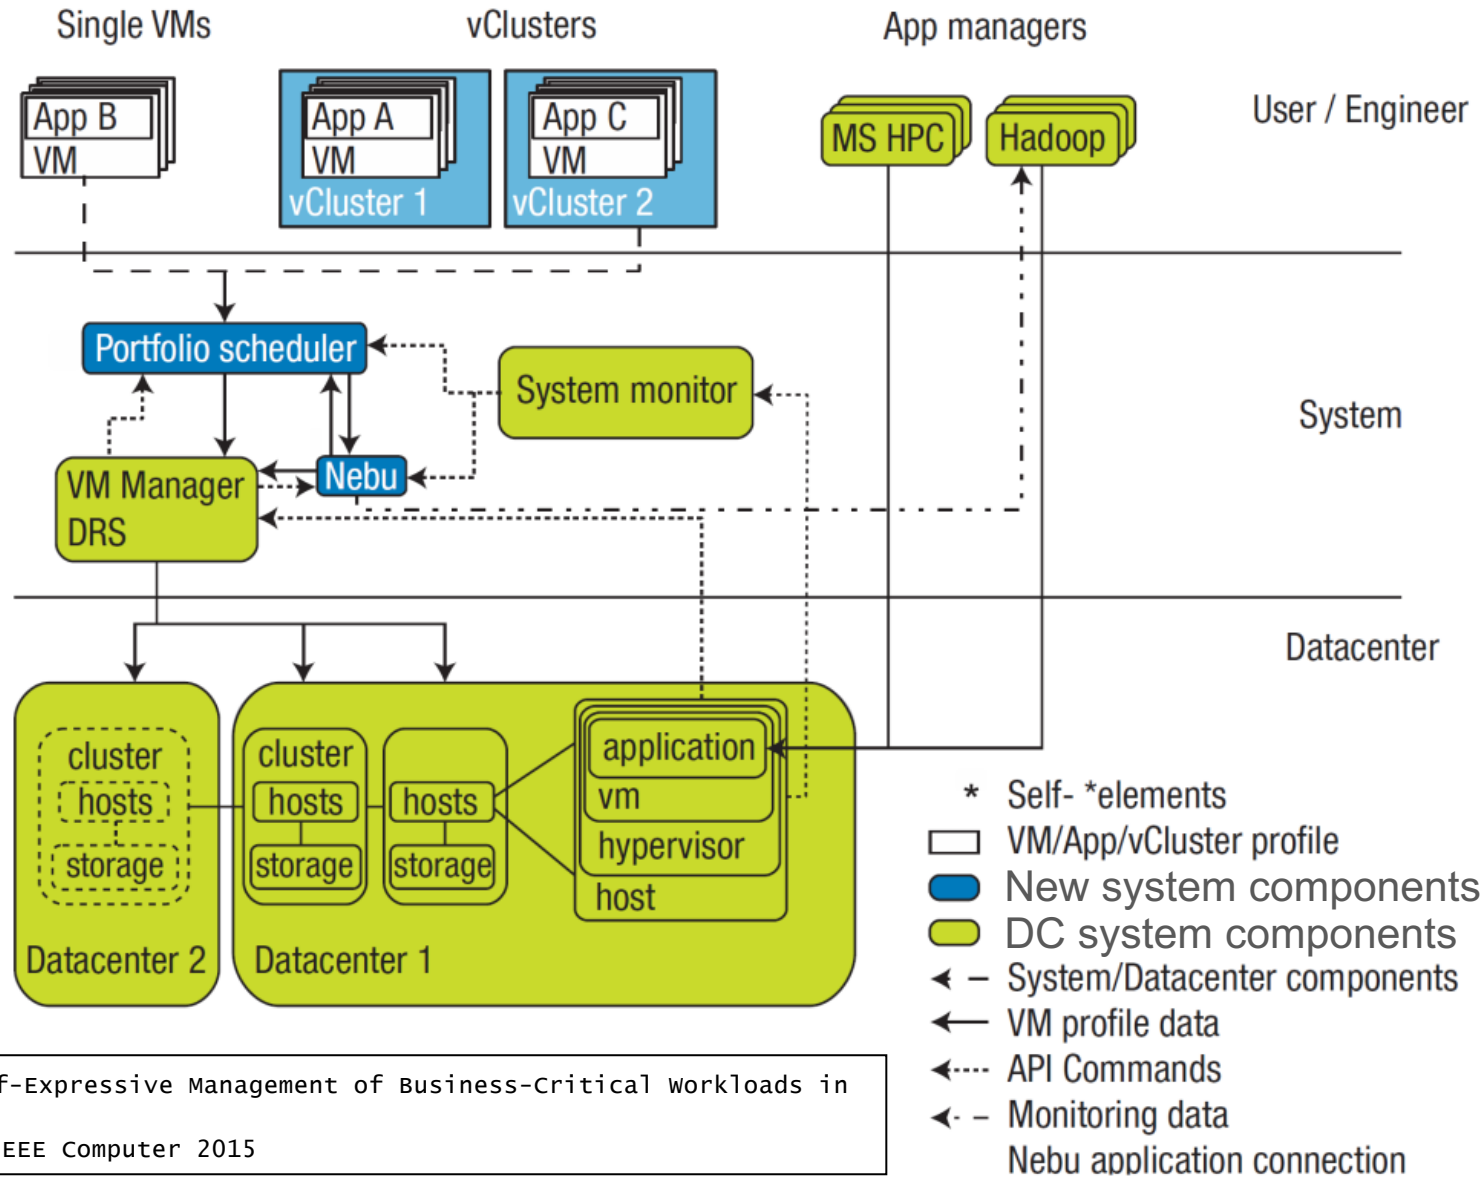 Single VMs
vClusters
App managers
App B
VM
App A
VM
vCluster 1
App C
VM
vCluster 2
MS HPC
Hadoop
User / Engineer
Portfolio scheduler
System monitor
System
VM Manager
DRS
Nebu
Datacenter
cluster
hosts
storage
Datacenter 2
cluster
hosts
storage
hosts
storage
Datacenter 1
application
vm
hypervisor
host
* Self- *elements
VM/App/vCluster profile
New system components
DC system components
System/Datacenter components
VM profile data
API Commands
Monitoring data
Nebu application connection
f-Expressive Management of Business-Critical Workloads in
EEE Computer 2015